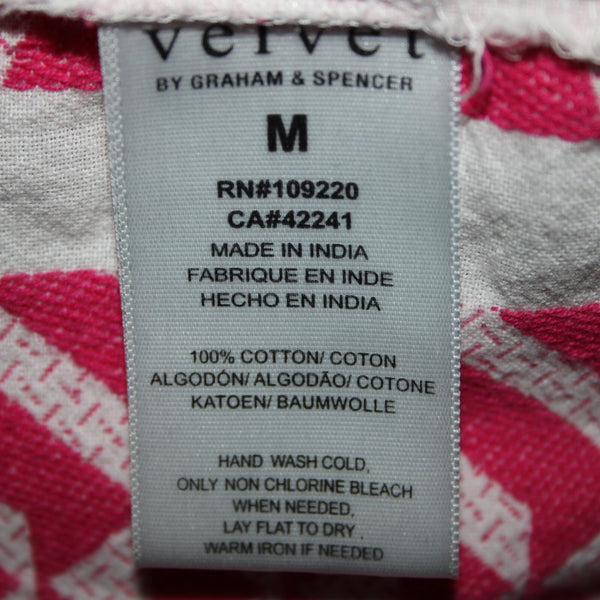 velvet
BY GRAHAM & SPENCER
M
RN#109220
CA#42241
MADE IN INDIA
FABRIQUE EN INDE
HECHO EN INDIA
100% COTTON/ COTON
ALGODÓN/ ALGODÃO/ COTONE
KATOEN/ BAUMWOLLE
HAND WASH COLD,
ONLY NON CHLORINE BLEACH
WHEN NEEDED,
LAY FLAT TO DRY .
WARM IRON IF NEEDED